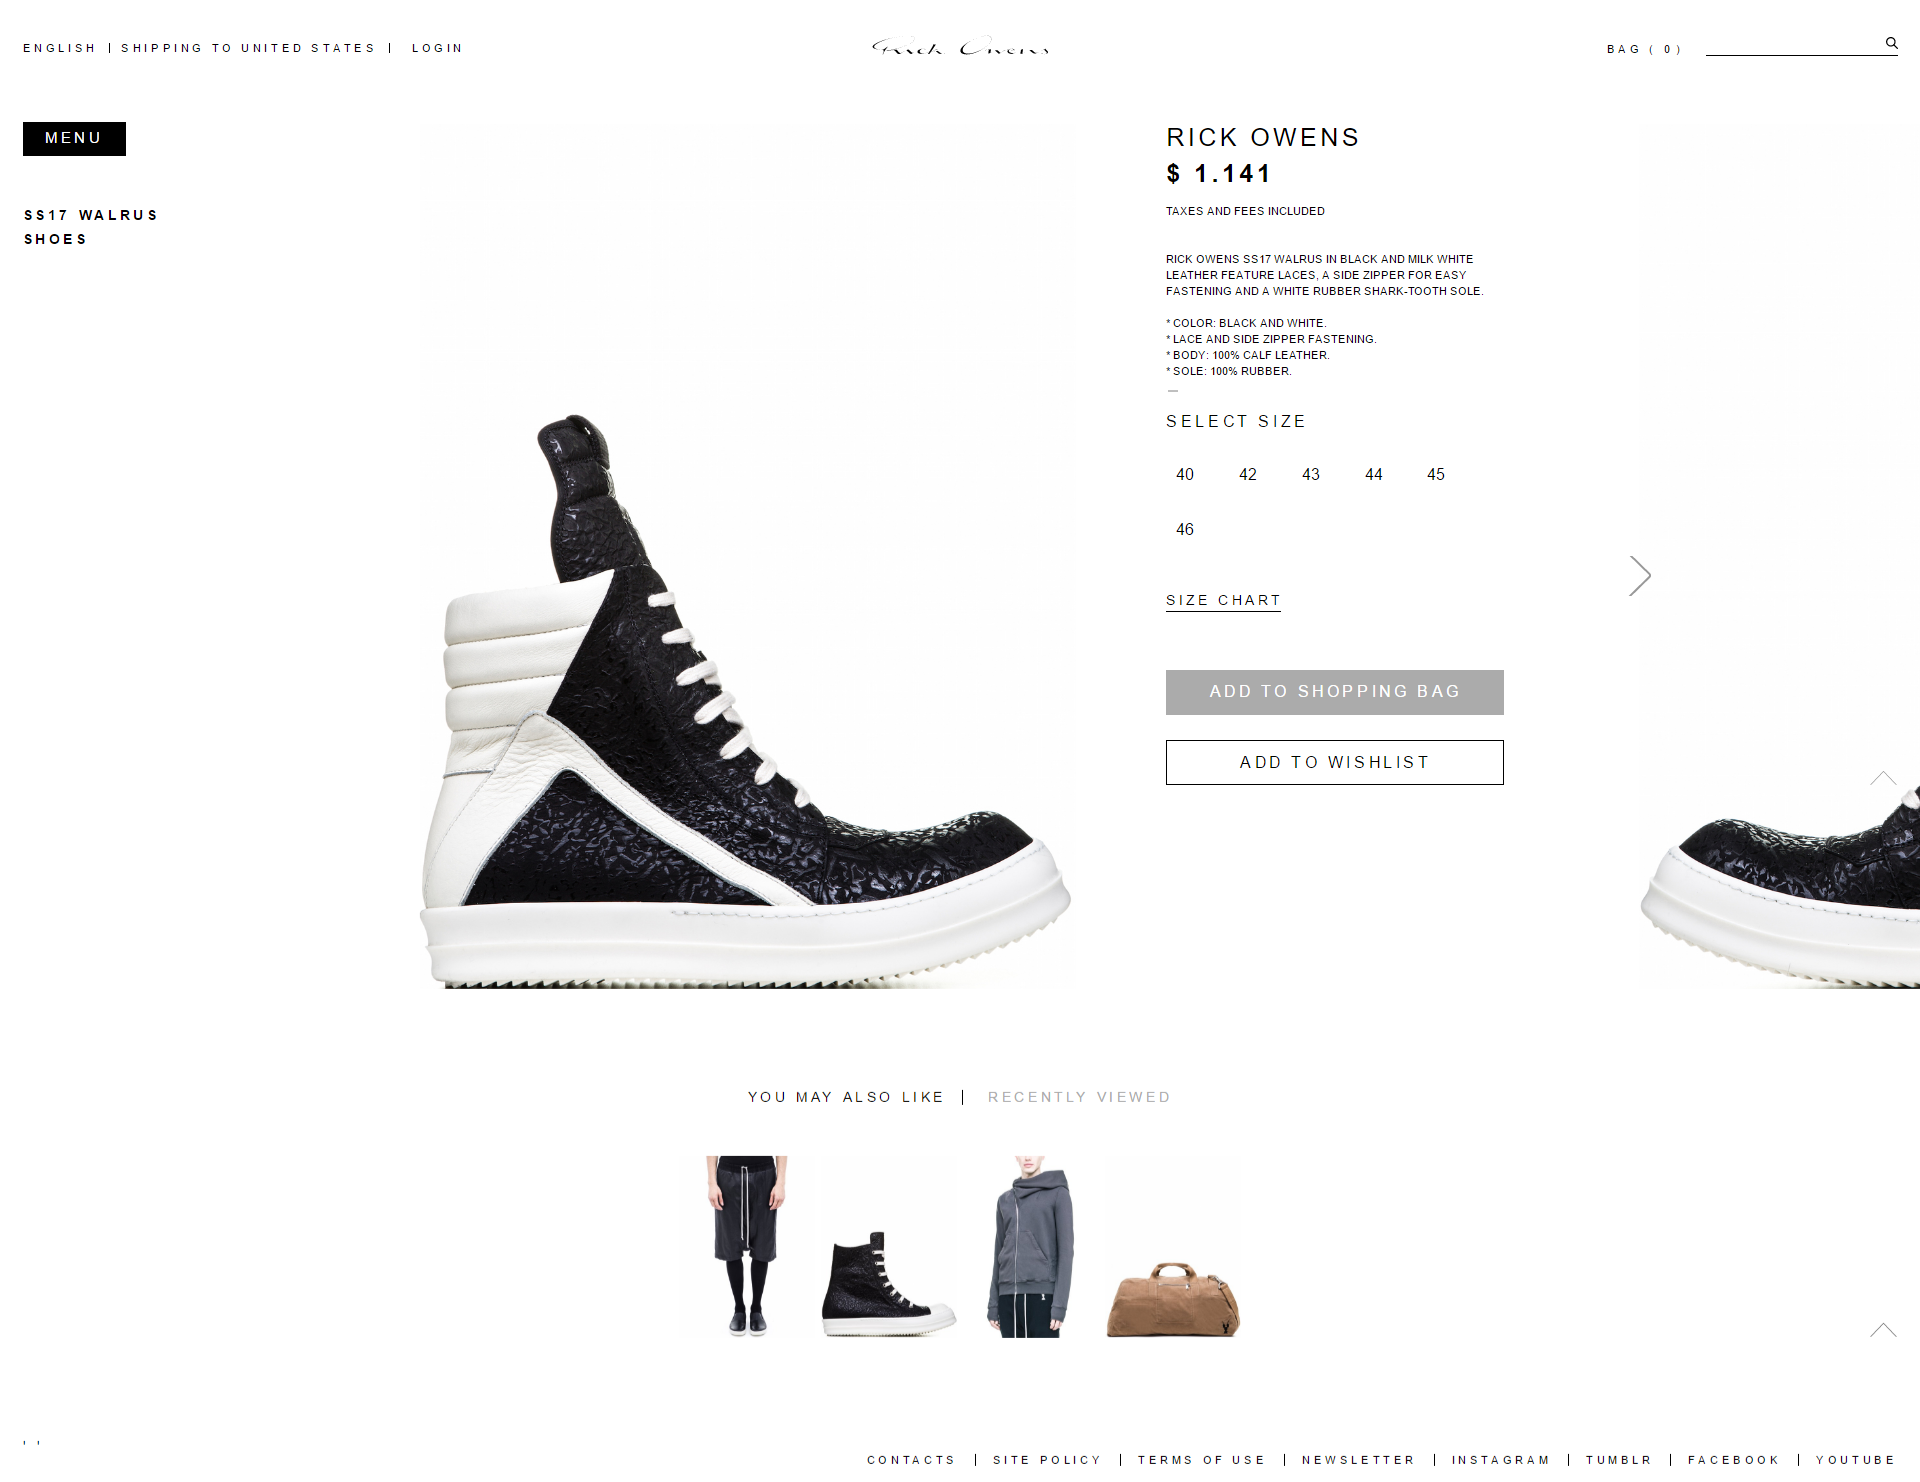 ENGLISH | SHIPPING TO UNITED STATES | LOGIN
Rick Owens
BAG ( 0 )
MENU
SS17 WALRUS
SHOES
RICK OWENS
$ 1.141
TAXES AND FEES INCLUDED
RICK OWENS SS17 WALRUS IN BLACK AND MILK WHITE
LEATHER FEATURE LACES, A SIDE ZIPPER FOR EASY
FASTENING AND A WHITE RUBBER SHARK-TOOTH SOLE.
* COLOR: BLACK AND WHITE.
* LACE AND SIDE ZIPPER FASTENING.
* BODY: 100% CALF LEATHER.
* SOLE: 100% RUBBER.
SELECT SIZE
40 42 43 44 45
46
SIZE CHART
ADD TO SHOPPING BAG
ADD TO WISHLIST
YOU MAY ALSO LIKE | RECENTLY VIEWED
' '
CONTACTS | SITE POLICY | TERMS OF USE | NEWSLETTER | INSTAGRAM | TUMBLR | FACEBOOK | YOUTUBE